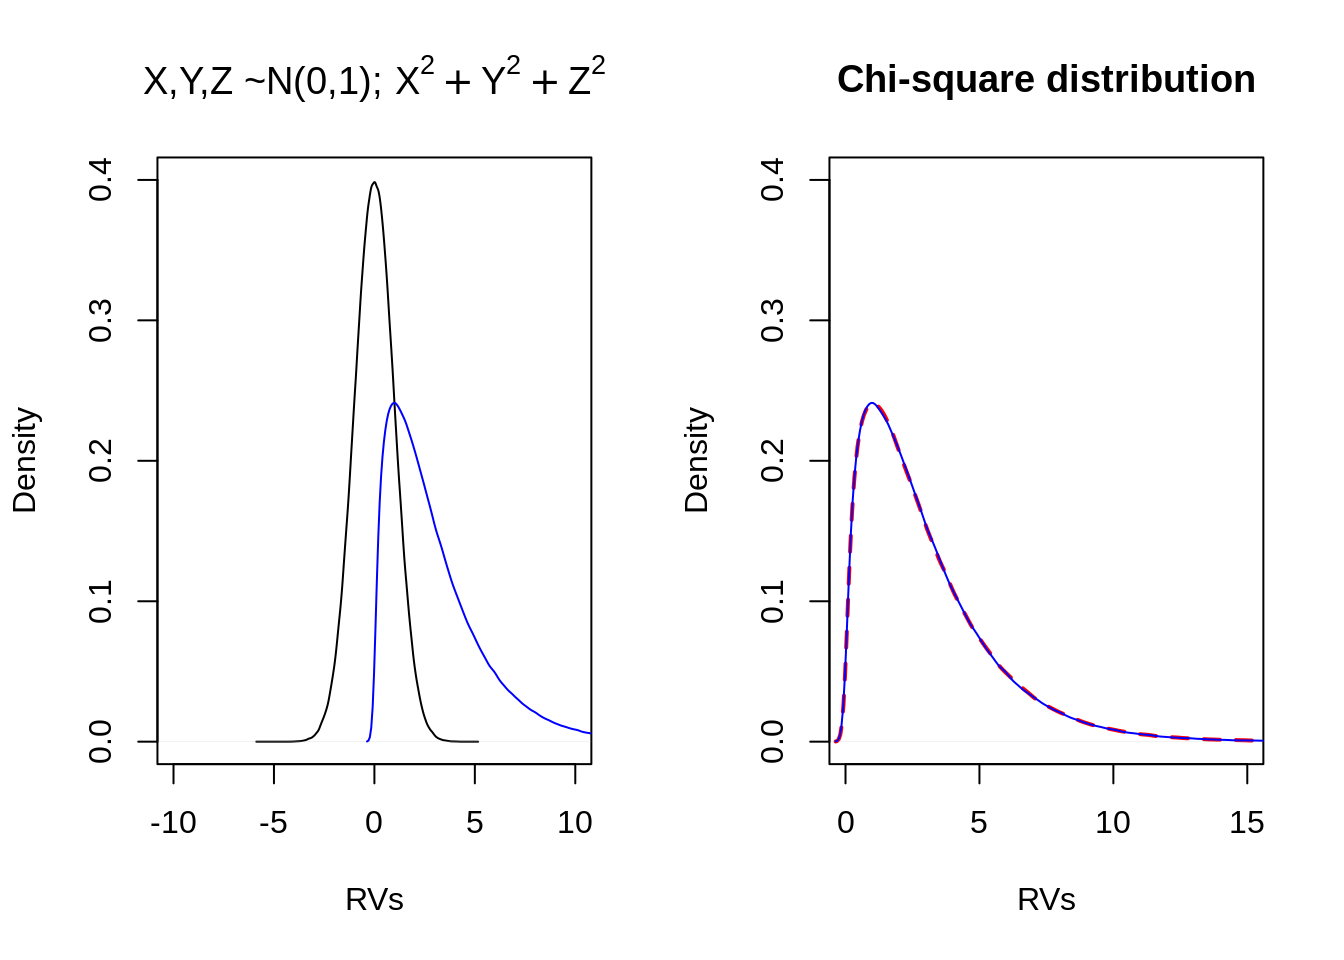 X,Y,Z ~N(0,1); X² + Y² + Z²
Density
0.4
0.3
0.2
0.1
0.0
-10 -5 0 5 10
RVs
Chi-square distribution
Density
0.4
0.3
0.2
0.1
0.0
0 5 10 15
RVs